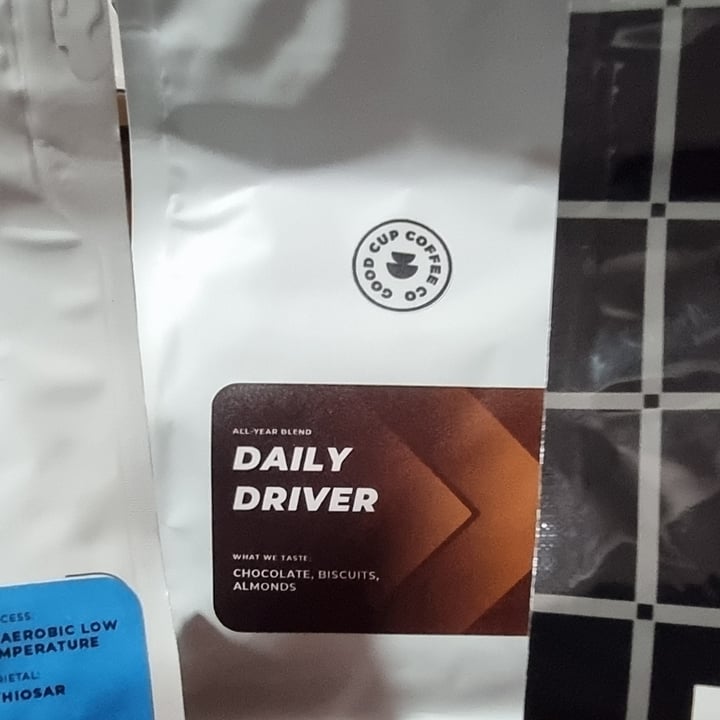 GOOD CUP COFFEE CO
ALL-YEAR BLEND
DAILY
DRIVER
WHAT WE TASTE:
CHOCOLATE, BISCUITS,
ALMONDS
CESS:
AEROBIC LOW
MPERATURE
IETAL:
HIOSAR